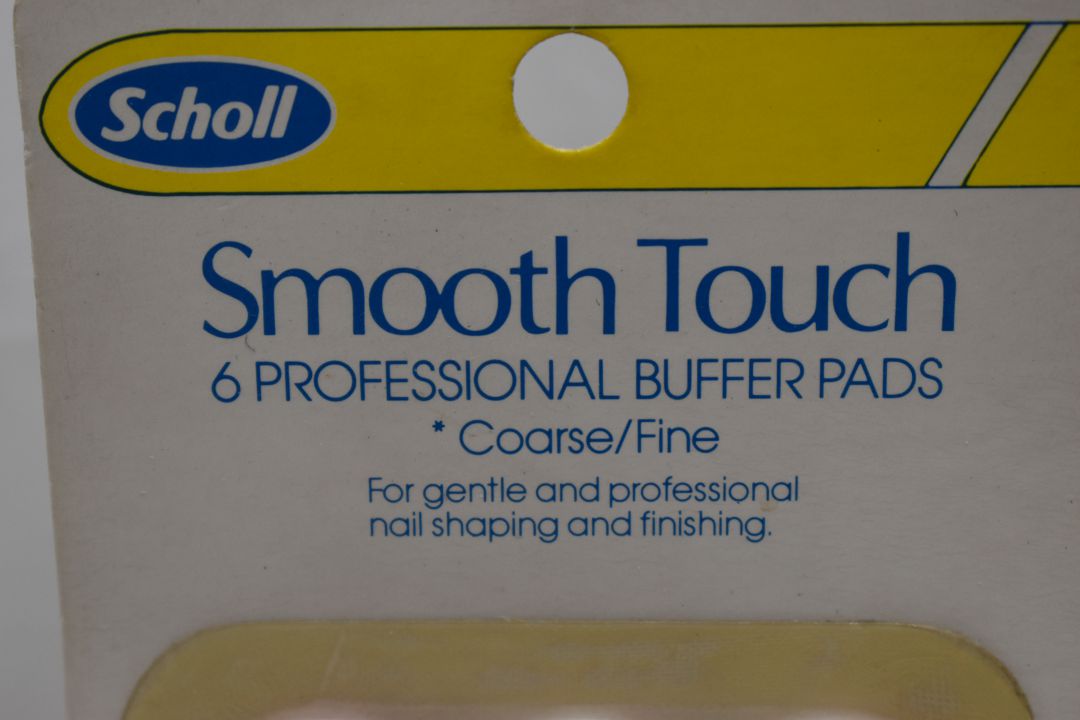 Scholl
Smooth Touch
6 PROFESSIONAL BUFFER PADS
* Coarse/Fine
For gentle and professional
nail shaping and finishing.